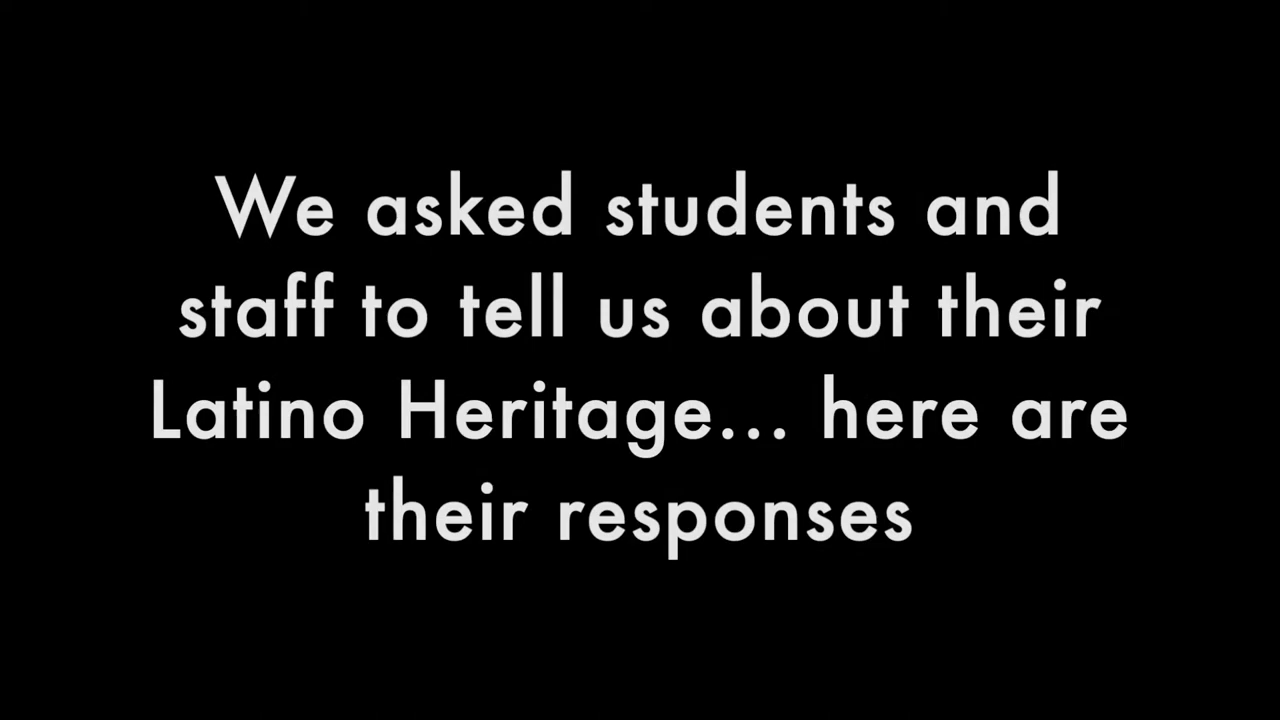 We asked students and
staff to tell us about their
Latino Heritage... here are
their responses